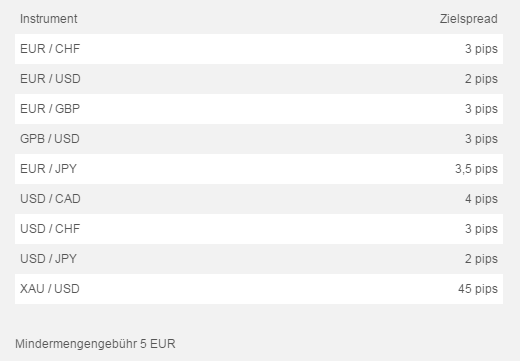 Instrument Zielspread
EUR / CHF 3 pips
EUR / USD 2 pips
EUR / GBP 3 pips
GPB / USD 3 pips
EUR / JPY 3,5 pips
USD / CAD 4 pips
USD / CHF 3 pips
USD / JPY 2 pips
XAU / USD 45 pips
Mindermengengebühr 5 EUR